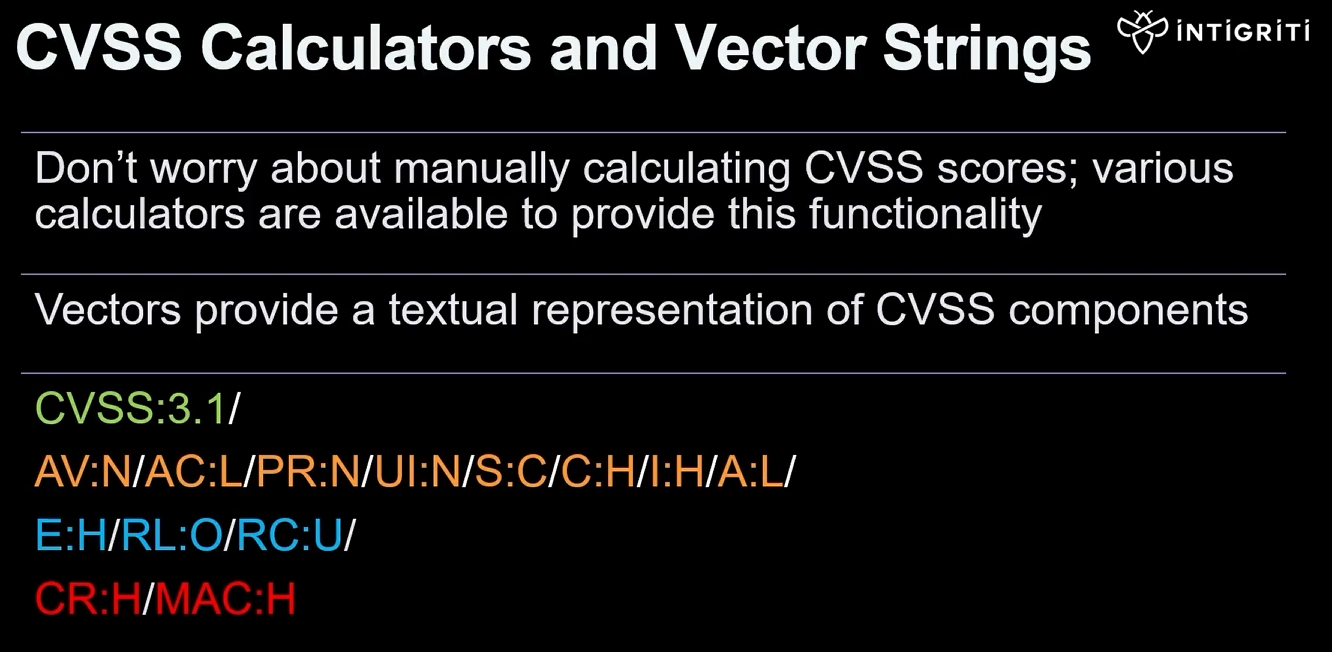 CVSS Calculators and Vector Strings
INTIGRITI
Don’t worry about manually calculating CVSS scores; various
calculators are available to provide this functionality
Vectors provide a textual representation of CVSS components
CVSS:3.1/
AV:N/AC:L/PR:N/UI:N/S:C/C:H/I:H/A:L/
E:H/RL:O/RC:U/
CR:H/MAC:H